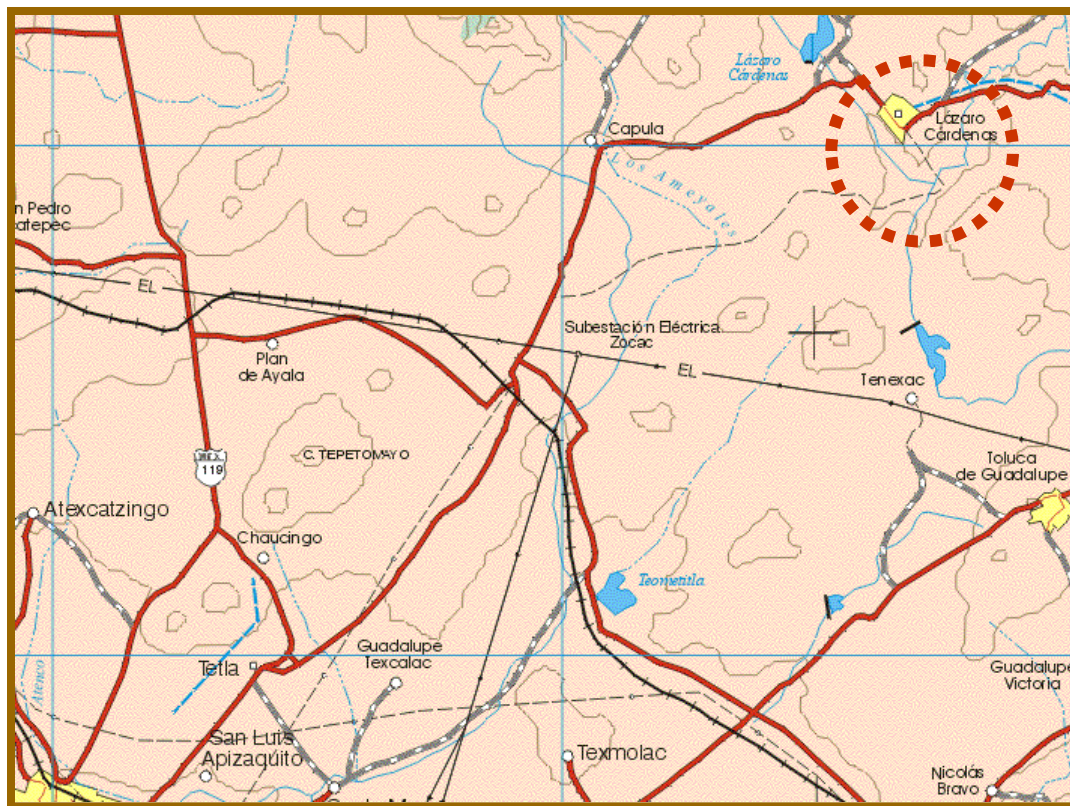 Lázaro
Cárdenas
Lázaro
Cárdenas
Capula
Los Ameyales
n Pedro
atepec
EL
Subestación Eléctrica
Zocac
Plan
de Ayala
EL
Tenexac
C. TEPETOMAYO
MEX.
119
Toluca
de Guadalupe
Atexcatzingo
Chaucingo
Teometitla
Guadalupe
Texcalac
Tetla
Atenco
Guadalupe
Victoria
San Luis
Apizaquito
Texmolac
Nicolás
Bravo